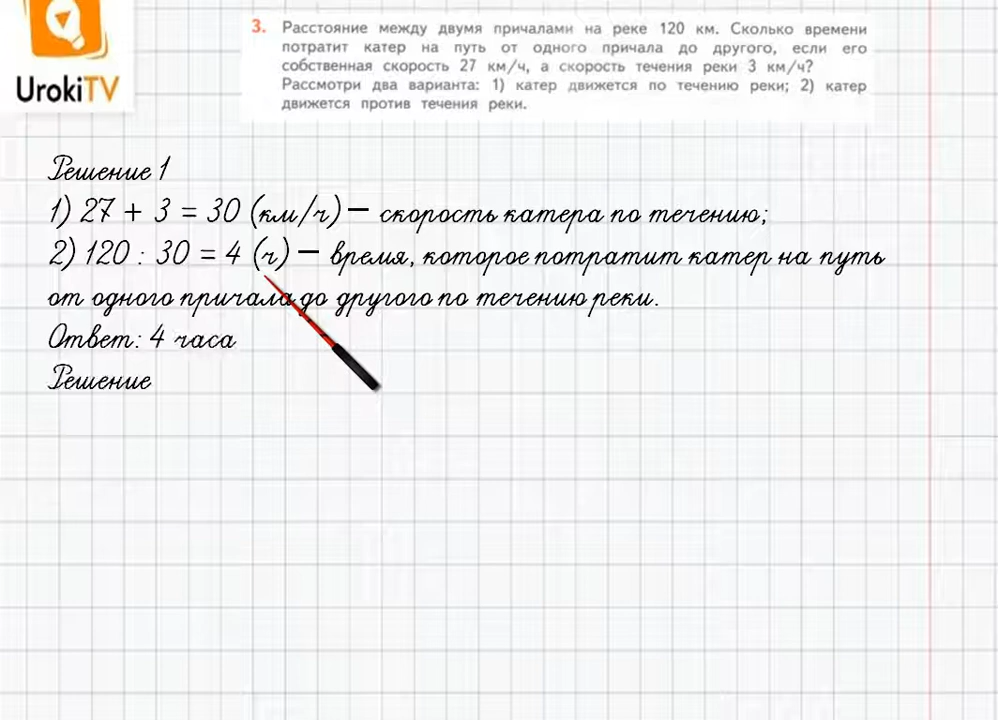 UrokiTV
3. Расстояние между двумя причалами на реке 120 км. Сколько времени
потратит катер на путь от одного причала до другого, если его
собственная скорость 27 км/ч, а скорость течения реки 3 км/ч?
Рассмотри два варианта: 1) катер движется по течению реки; 2) катер
движется против течения реки.
Решение 1
1) 27 + 3 = 30 (км/ч) — скорость катера по течению;
2) 120 : 30 = 4 (ч) — время, которое потратит катер на путь
от одного причала до другого по течению реки.
Ответ: 4 часа
Решение